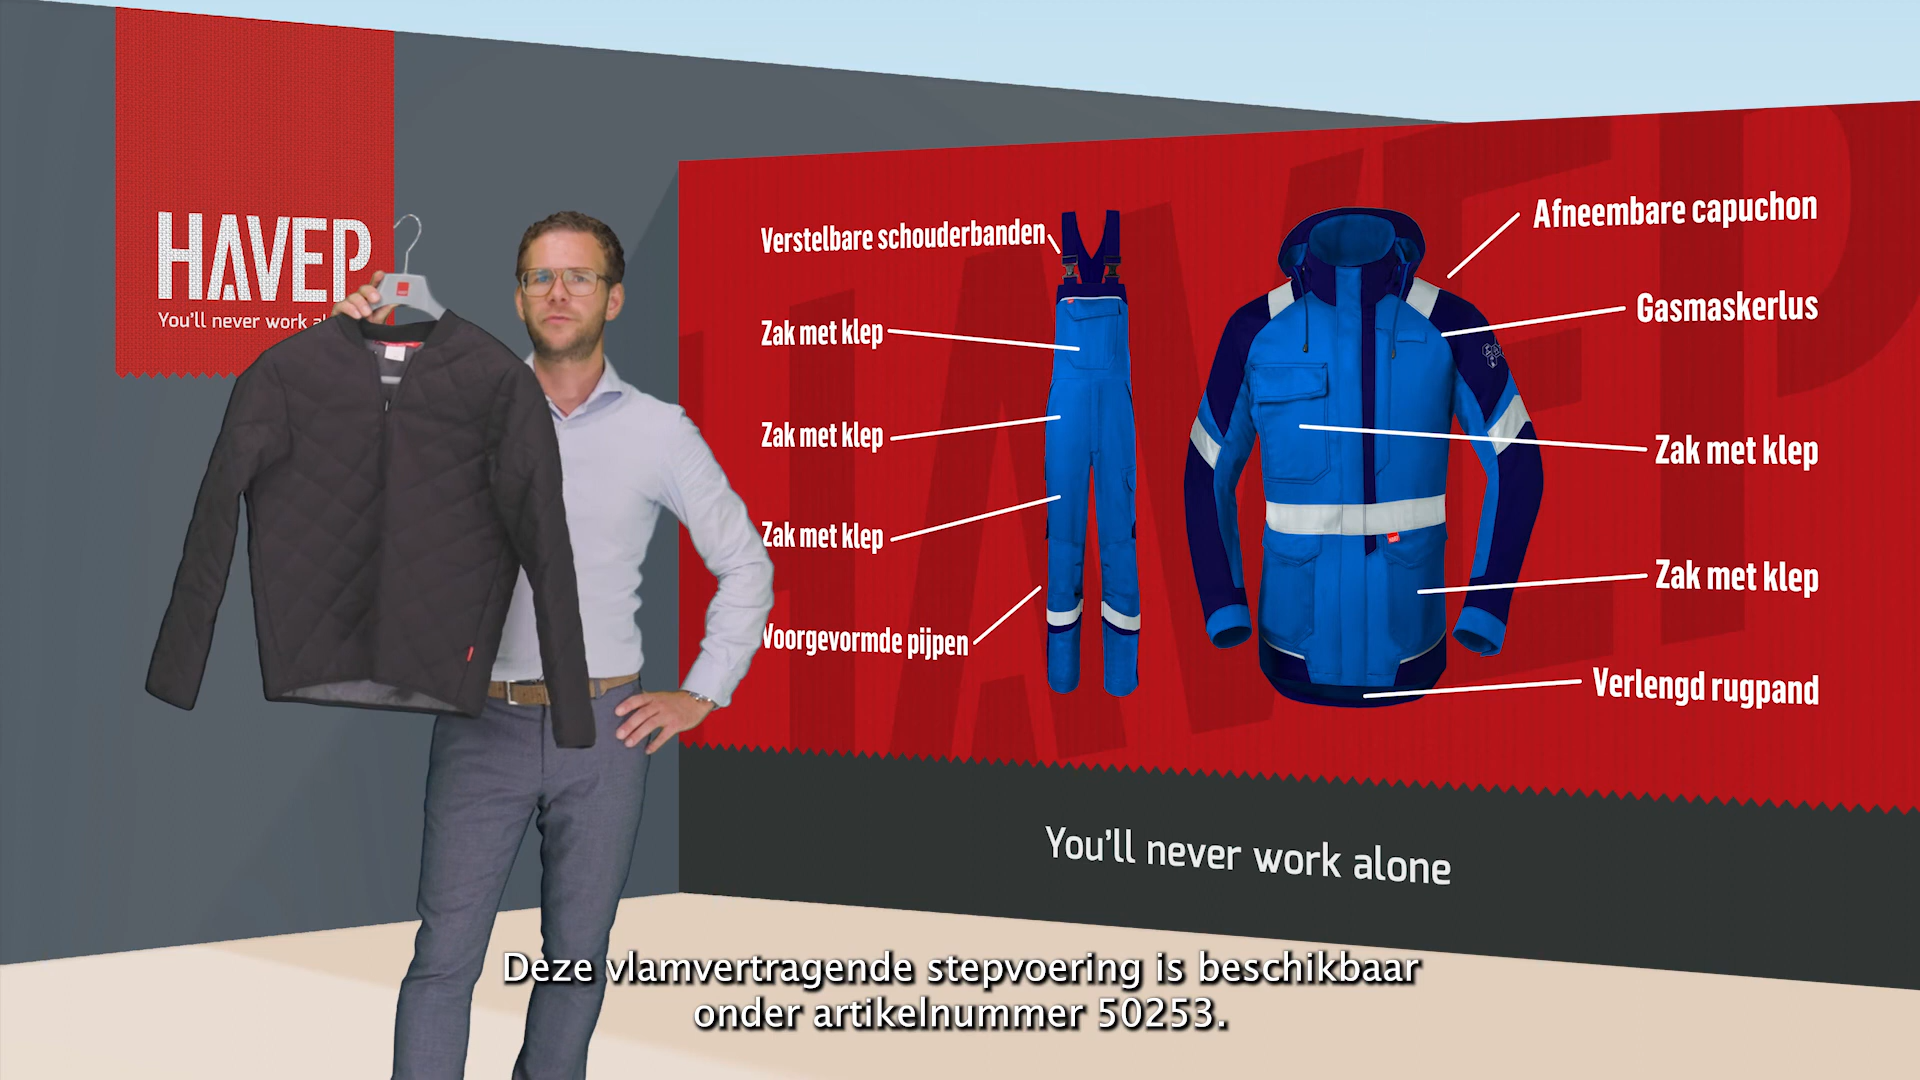 HAVEP
You'll never work
Verstelbare schouderbanden
Zak met klep
Zak met klep
Zak met klep
Voorgevormde pijpen
Afneembare capuchon
Gasmaskerlus
Zak met klep
Zak met klep
Verlengd rugpand
You'll never work alone
Deze vlamvertragende stepvoering is beschikbaar
onder artikelnummer 50253.